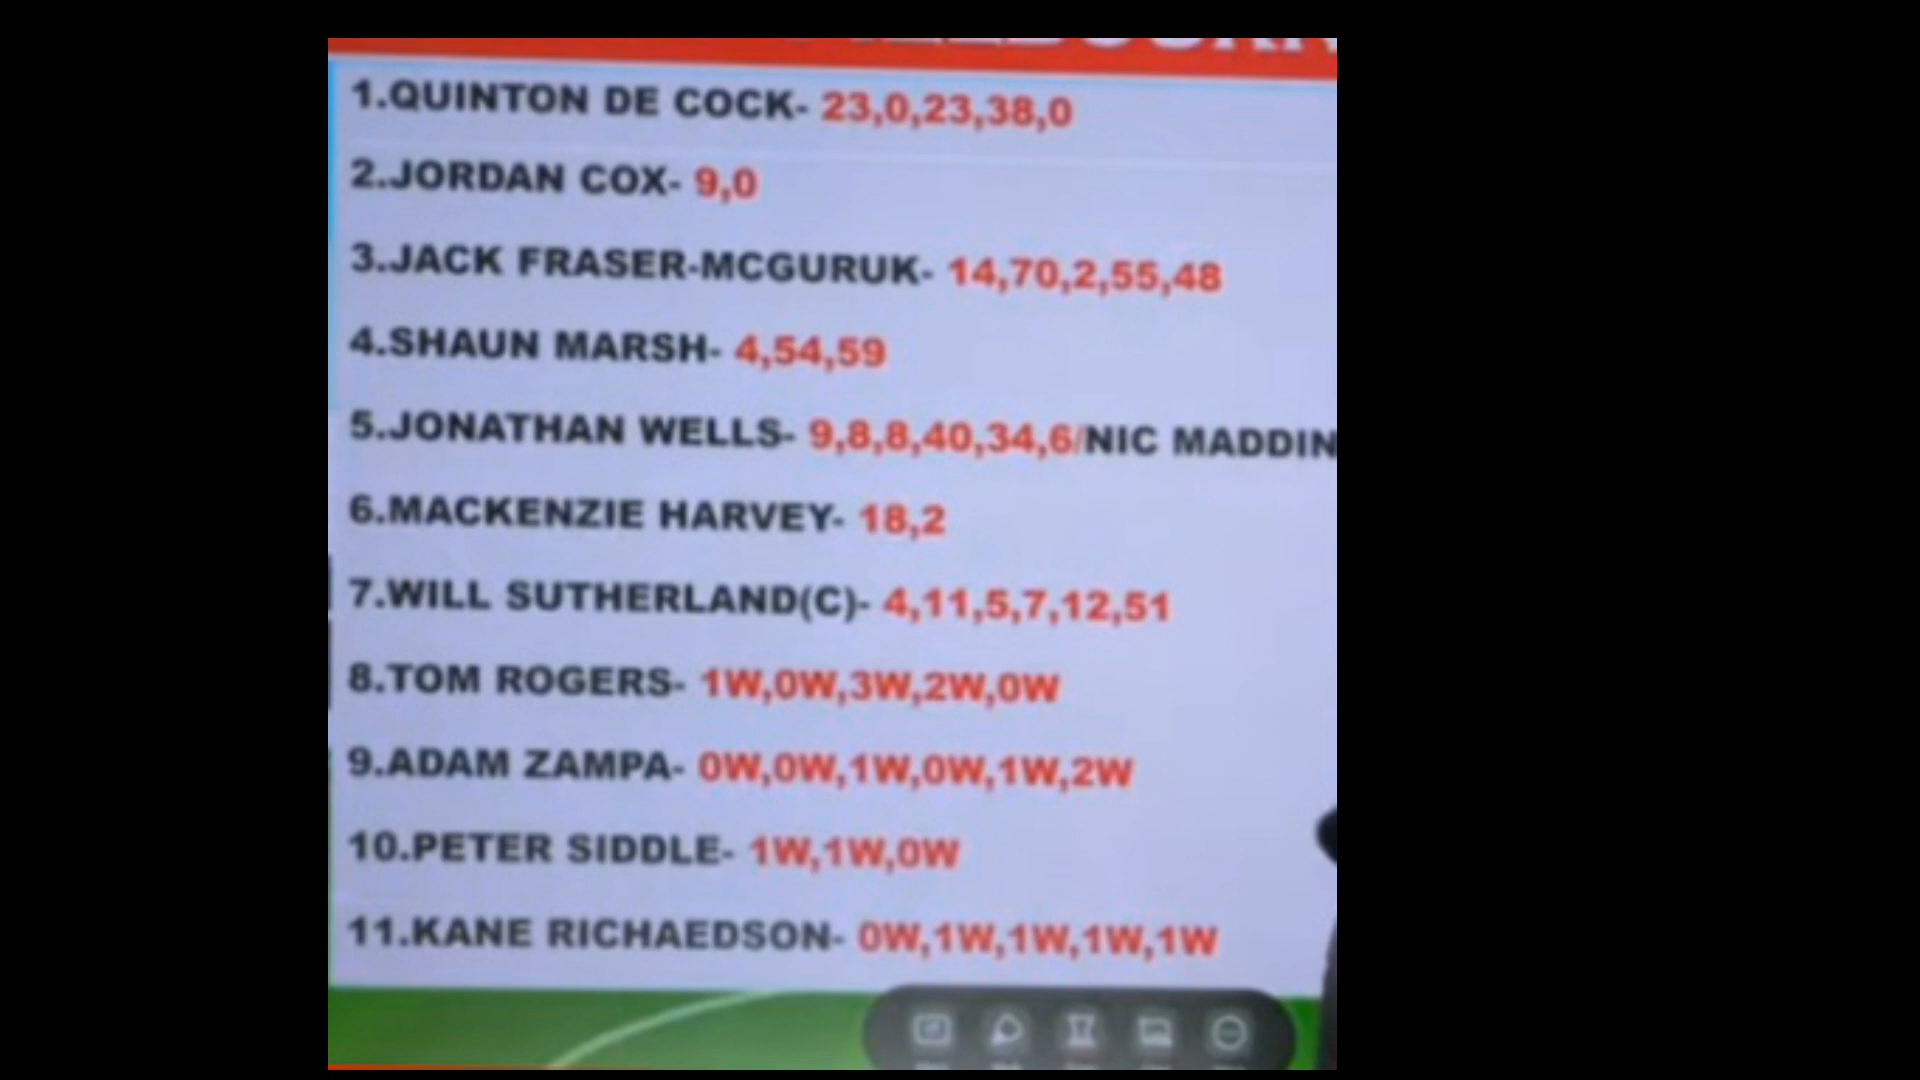 1.QUINTON DE COCK- 23,0,23,38,0
2.JORDAN COX- 9,0
3.JACK FRASER-MCGURUK- 14,70,2,55,48
4.SHAUN MARSH- 4,54,59
5.JONATHAN WELLS- 9,8,8,40,34,6/NIC MADDIN
6.MACKENZIE HARVEY- 18,2
7.WILL SUTHERLAND(C)- 4,11,5,7,12,51
8.TOM ROGERS- 1W,0W,3W,2W,0W
9.ADAM ZAMPA- 0W,0W,1W,0W,1W,2W
10.PETER SIDDLE- 1W,1W,0W
11.KANE RICHAEDSON- 0W,1W,1W,1W,1W